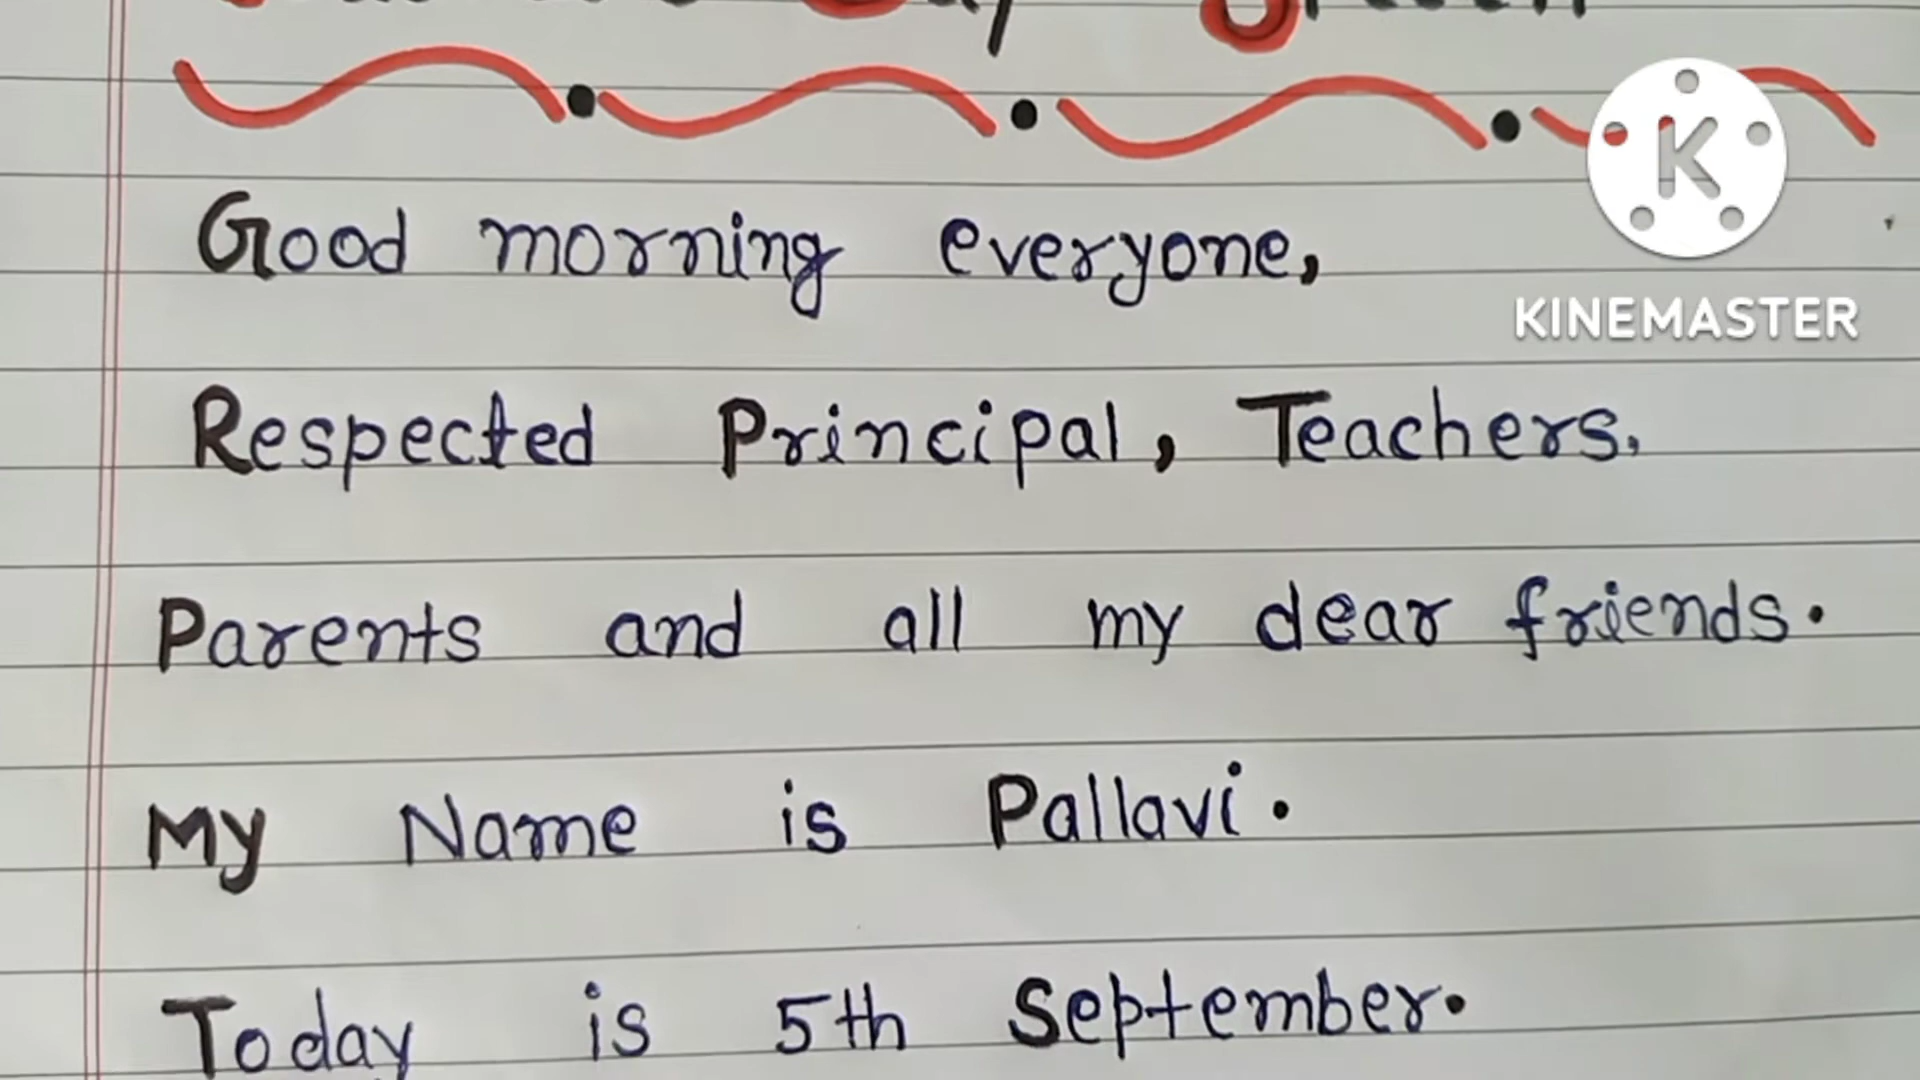 Good morning everyone,
KINEMASTER
Respected Principal, Teachers,
Parents and all my dear friends.
My Name is Pallavi.
Today is 5th September.